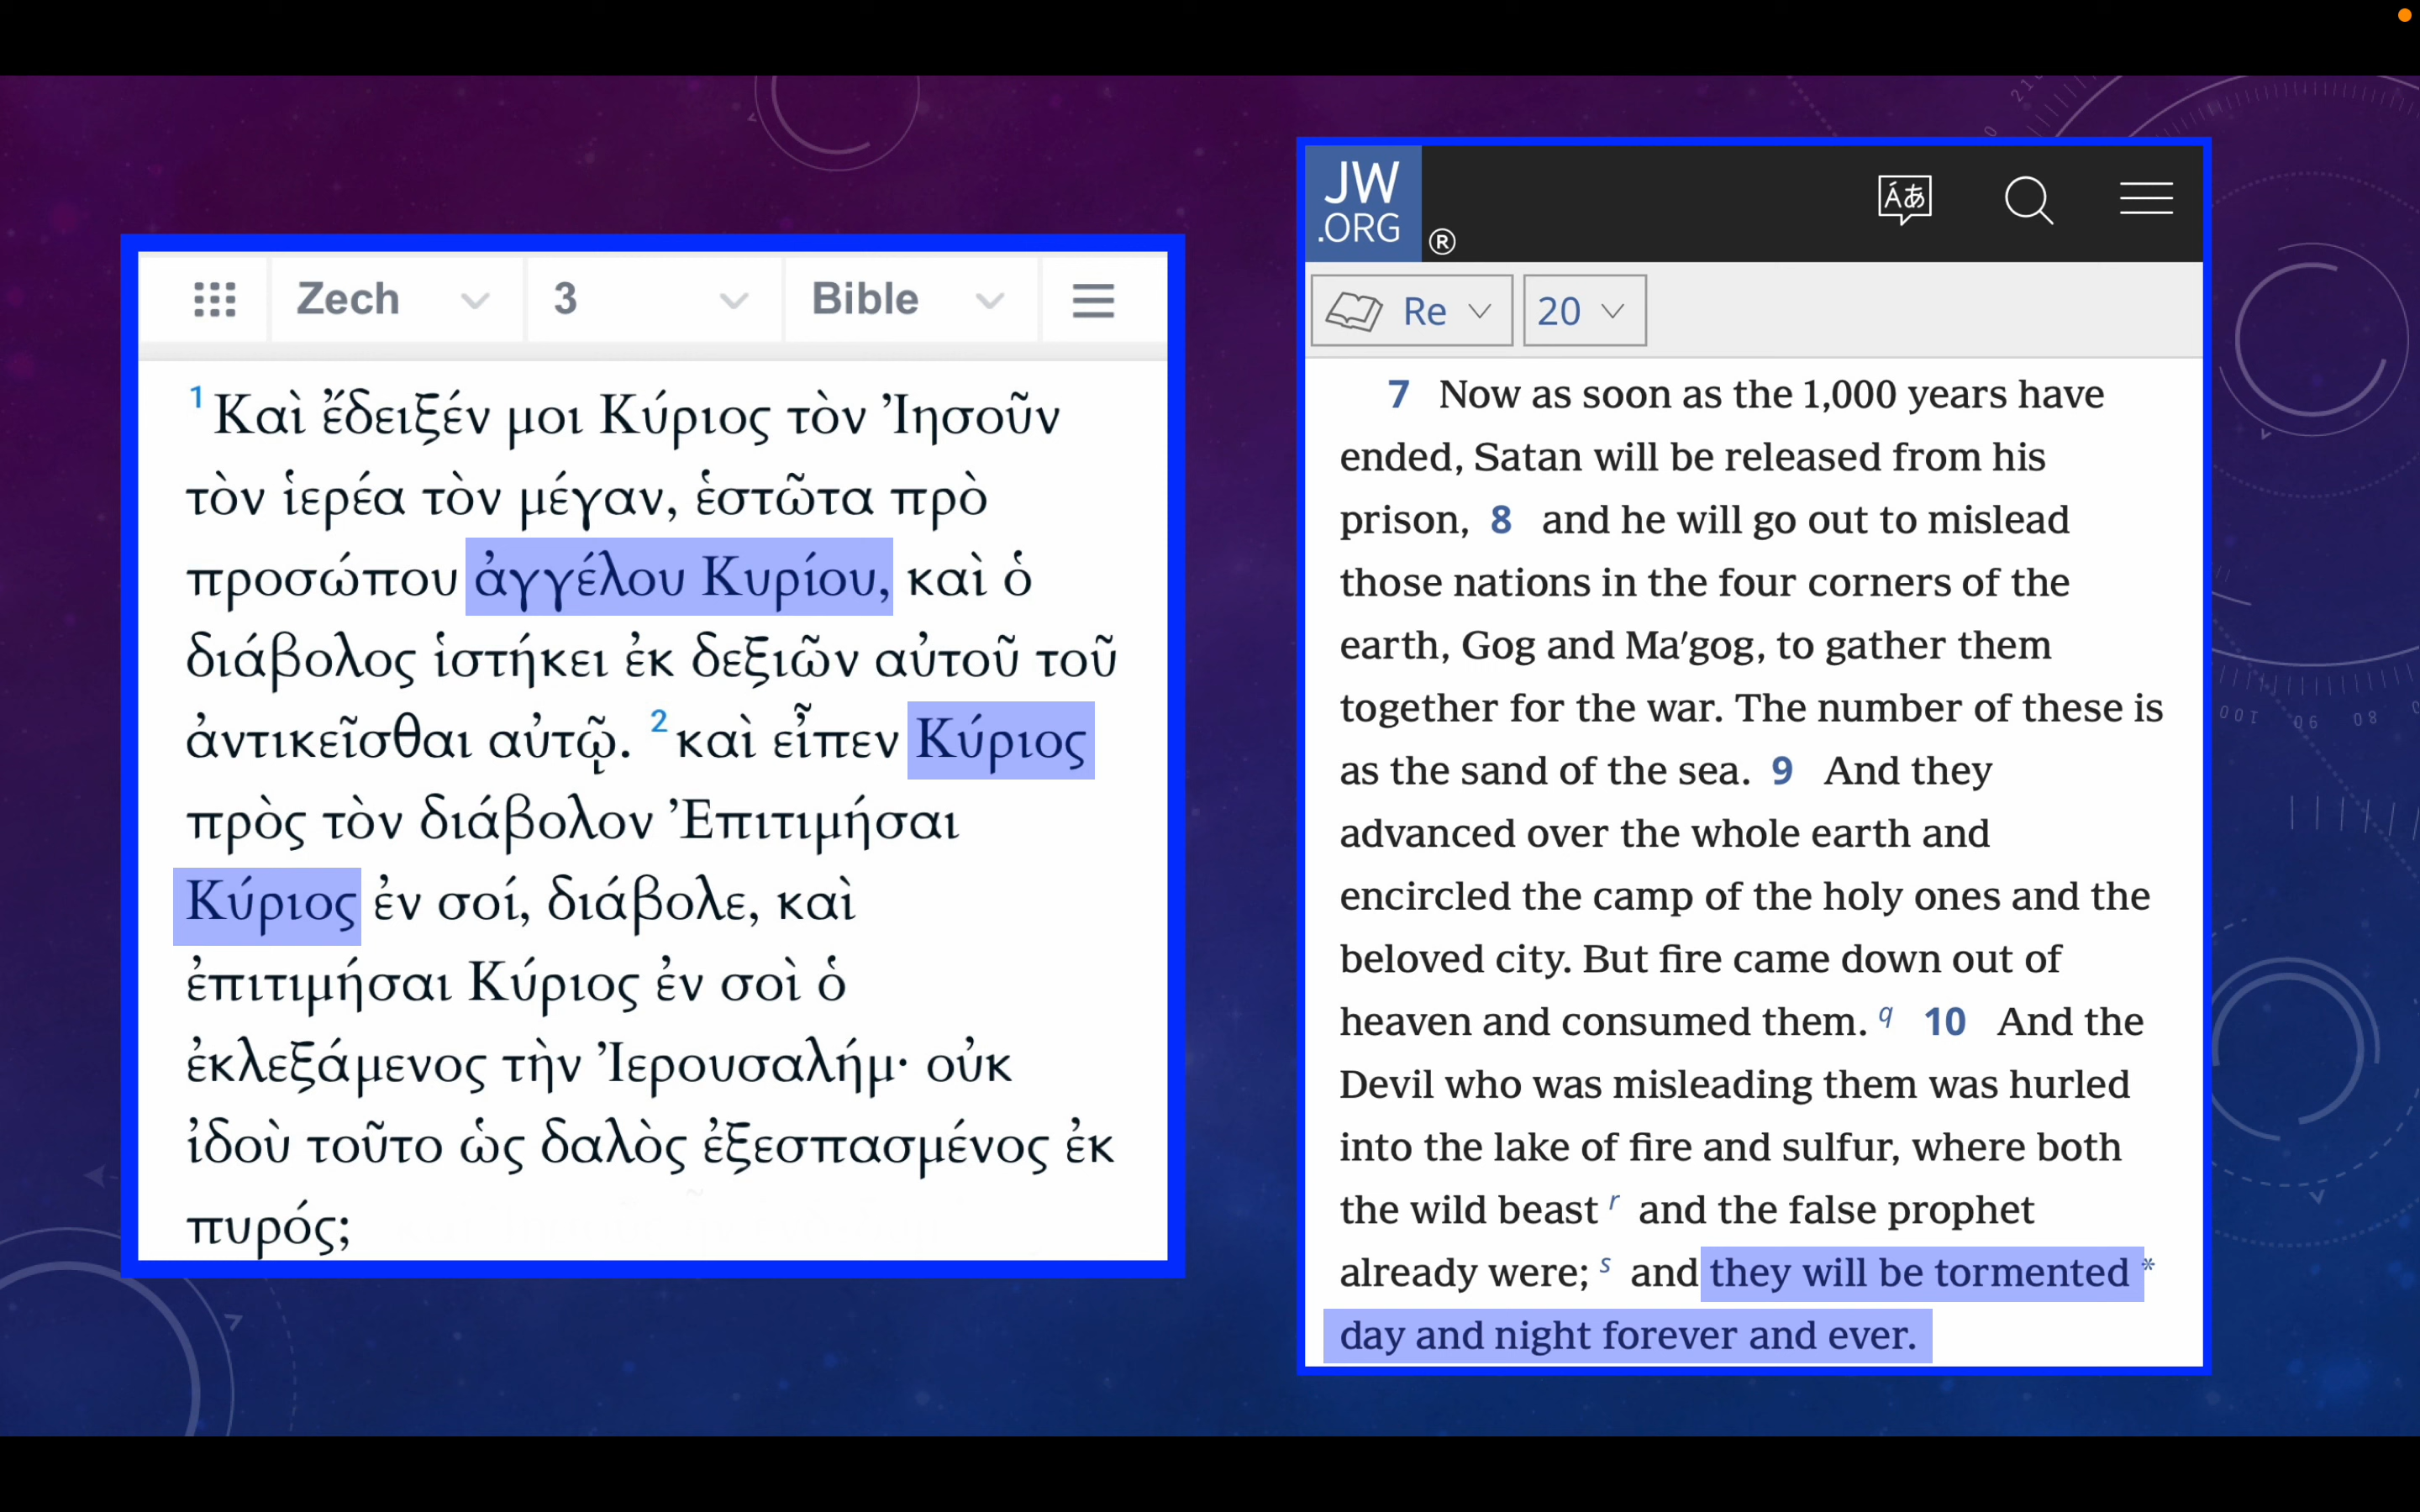 Zech 3 Bible
1 Καὶ ἔδειξέν μοι Κύριος τὸν Ἰησοῦν
τὸν ἱερέα τὸν μέγαν, ἑστῶτα πρὸ
προσώπου ἀγγέλου Κυρίου, καὶ ὁ
διάβολος ἱστήκει ἐκ δεξιῶν αὐτοῦ τοῦ
ἀντικεῖσθαι αὐτῷ. 2 καὶ εἶπεν Κύριος
πρὸς τὸν διάβολον Ἐπιτιμήσαι
Κύριος ἐν σοί, διάβολε, καὶ
ἐπιτιμήσαι Κύριος ἐν σοὶ ὁ
ἐκλεξάμενος τὴν Ἰερουσαλήμ· οὐκ
ἰδοὺ τοῦτο ὡς δαλὸς ἐξεσπασμένος ἐκ
πυρός;
JW
.ORG ®
Áあ
Re 20
7 Now as soon as the 1,000 years have
ended, Satan will be released from his
prison, 8 and he will go out to mislead
those nations in the four corners of the
earth, Gog and Maʹgog, to gather them
together for the war. The number of these is
as the sand of the sea. 9 And they
advanced over the whole earth and
encircled the camp of the holy ones and the
beloved city. But fire came down out of
heaven and consumed them. q 10 And the
Devil who was misleading them was hurled
into the lake of fire and sulfur, where both
the wild beast r and the false prophet
already were; s and they will be tormented *
day and night forever and ever.